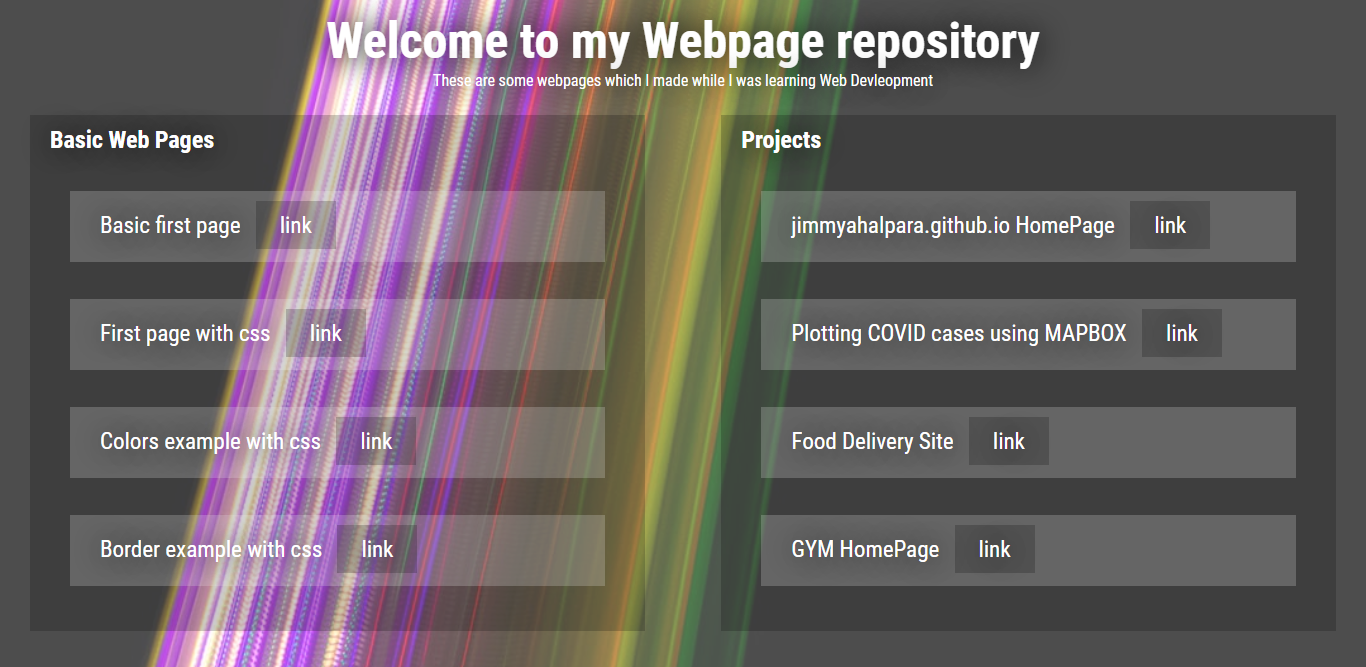 Welcome to my Webpage repository
These are some webpages which I made while I was learning Web Devleopment
Basic Web Pages
Basic first page link
First page with css link
Colors example with css link
Border example with css link
Projects
jimmyahalpara.github.io HomePage link
Plotting COVID cases using MAPBOX link
Food Delivery Site link
GYM HomePage link